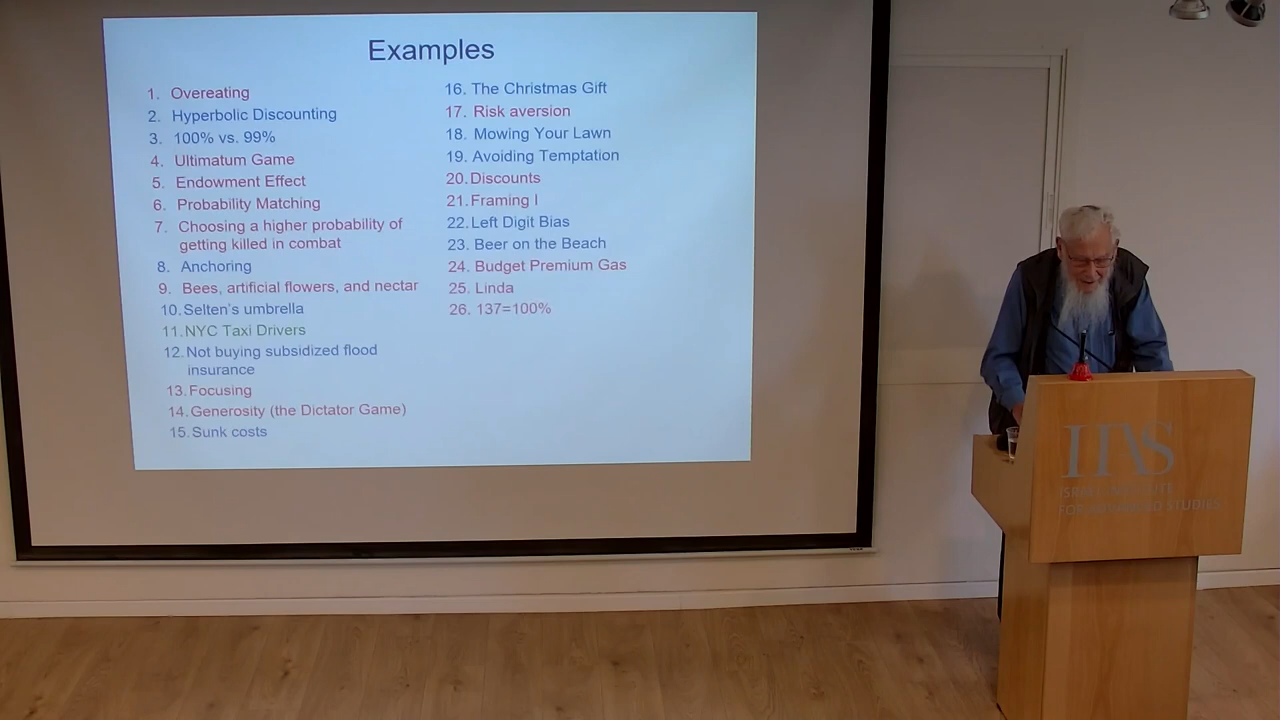 Examples
1. Overeating
2. Hyperbolic Discounting
3. 100% vs. 99%
4. Ultimatum Game
5. Endowment Effect
6. Probability Matching
7. Choosing a higher probability of
getting killed in combat
8. Anchoring
9. Bees, artificial flowers, and nectar
10. Selten's umbrella
11. NYC Taxi Drivers
12. Not buying subsidized flood
insurance
13. Focusing
14. Generosity (the Dictator Game)
15. Sunk costs
16. The Christmas Gift
17. Risk aversion
18. Mowing Your Lawn
19. Avoiding Temptation
20. Discounts
21. Framing I
22. Left Digit Bias
23. Beer on the Beach
24. Budget Premium Gas
25. Linda
26. 137=100%
IIAS
ISRAEL INSTITUTE
FOR ADVANCED STUDIES